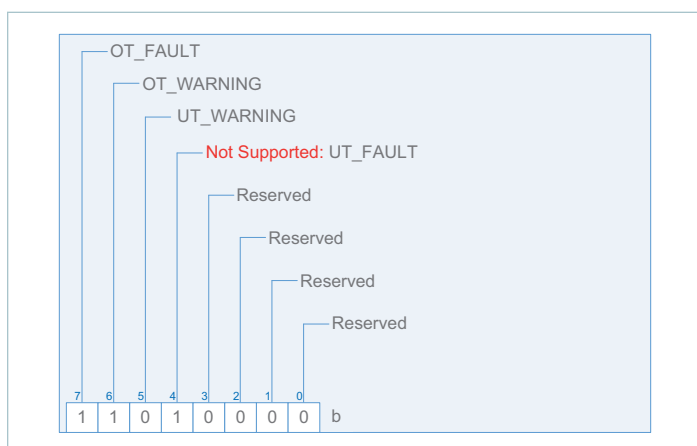 OT_FAULT
OT_WARNING
UT_WARNING
Not Supported: UT_FAULT
Reserved
Reserved
Reserved
Reserved
7 6 5 4 3 2 1 0
1 1 0 1 0 0 0 0 b